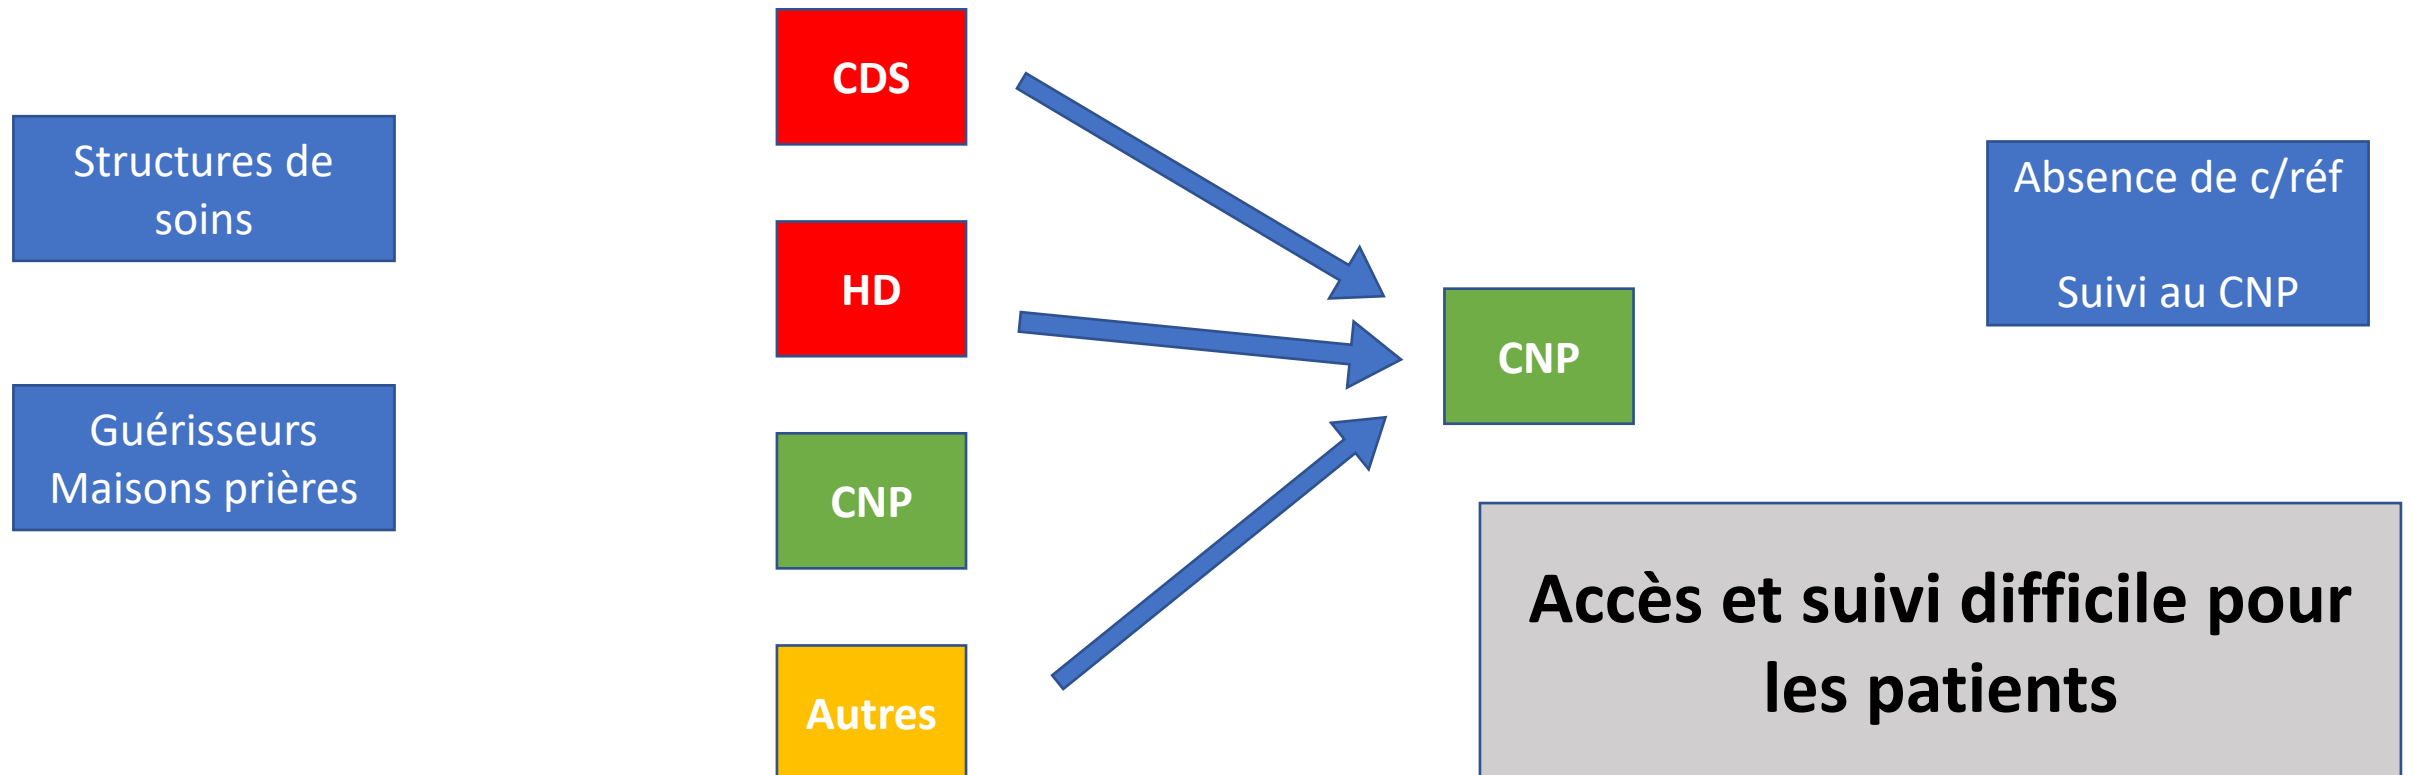 Structures de
soins
Guérisseurs
Maisons prières
CDS
HD
CNP
Autres
CNP
Absence de c/réf
Suivi au CNP
Accès et suivi difficile pour
les patients